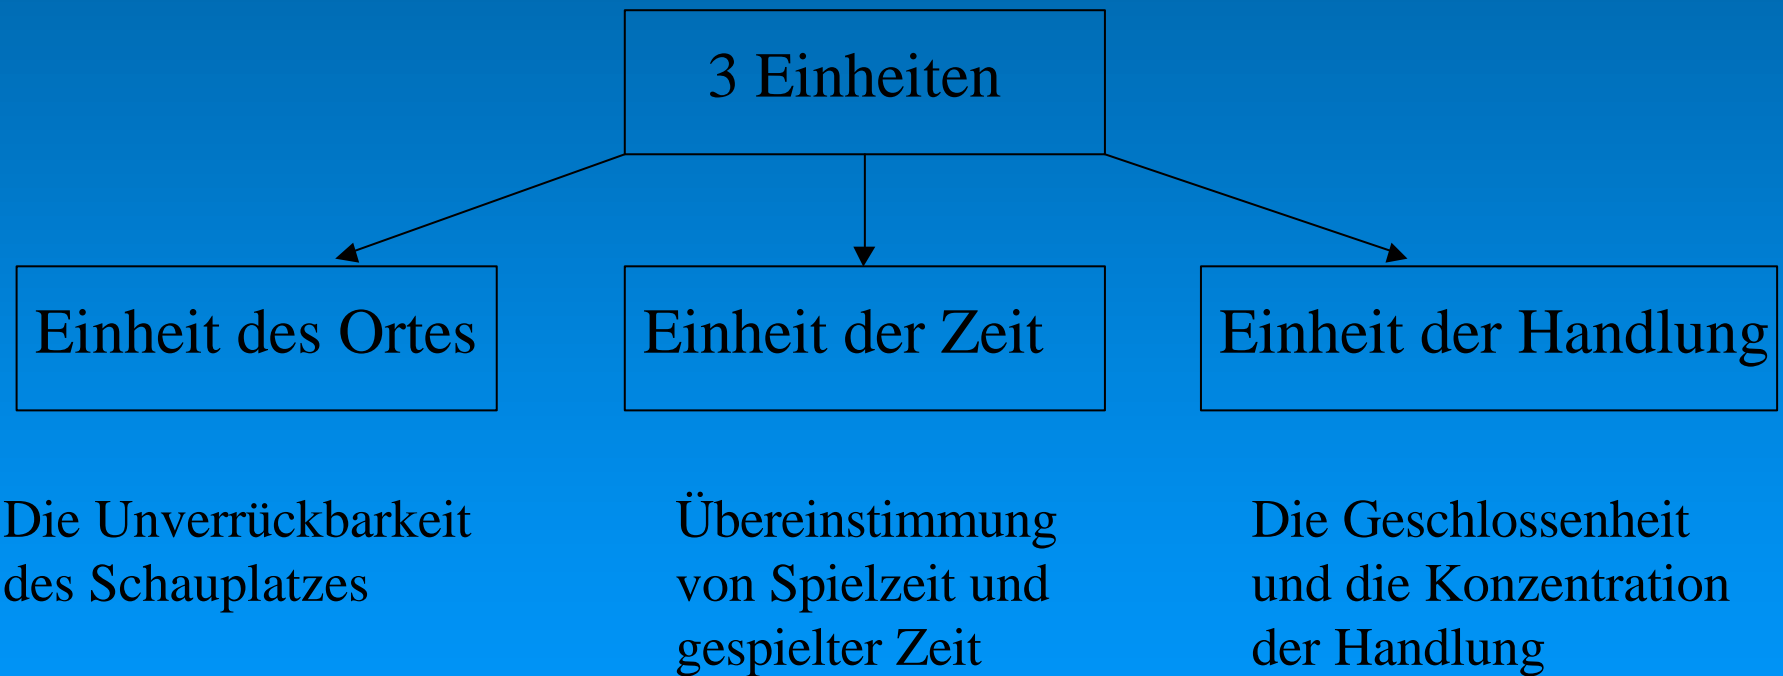 3 Einheiten
Einheit des Ortes
Einheit der Zeit
Einheit der Handlung
Die Unverrückbarkeit
des Schauplatzes
Übereinstimmung
von Spielzeit und
gespielter Zeit
Die Geschlossenheit
und die Konzentration
der Handlung